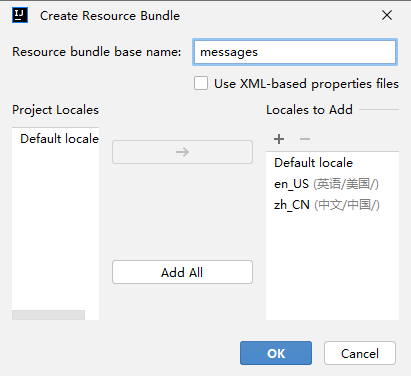 Create Resource Bundle
Resource bundle base name: messages
Use XML-based properties files
Project Locales
Locales to Add
Default locale
Default locale
en_US (英语/美国/)
zh_CN (中文/中国/)
Add All
OK
Cancel